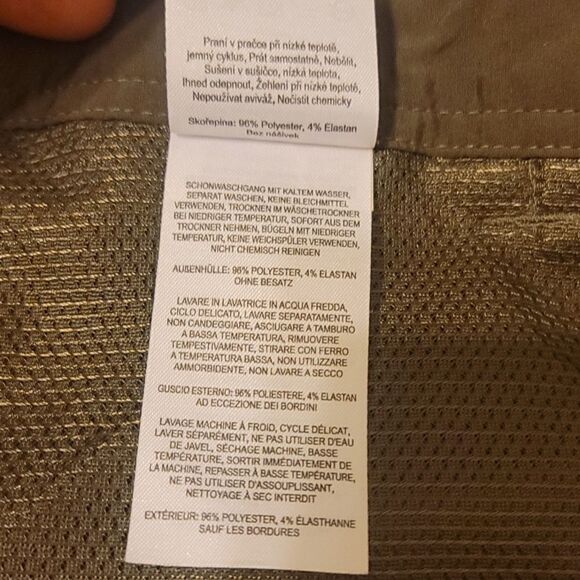 Praní v pračce při nízké teplotě,
jemný cyklus, Prát samostatně, Nebělit,
Sušení v sušičce, nízká teplota,
Ihned odepnout, Žehlení při nízké teplotě,
Nepoužívat aviváž, Nečistit chemicky
Skořepina: 96% Polyester, 4% Elastan
Bez nášivek
SCHONWASCHGANG MIT KALTEM WASSER,
SEPARAT WASCHEN, KEINE BLEICHMITTEL
VERWENDEN, TROCKNEN IM WÄSCHETROCKNER
BEI NIEDRIGER TEMPERATUR, SOFORT AUS DEM
TROCKNER NEHMEN, BÜGELN MIT NIEDRIGER
TEMPERATUR, KEINE WEICHSPÜLER VERWENDEN,
NICHT CHEMISCH REINIGEN
AUßENHÜLLE: 96% POLYESTER, 4% ELASTAN
OHNE BESATZ
LAVARE IN LAVATRICE IN ACQUA FREDDA,
CICLO DELICATO, LAVARE SEPARATAMENTE,
NON CANDEGGIARE, ASCIUGARE A TAMBURO
A BASSA TEMPERATURA, RIMUOVERE
TEMPESTIVAMENTE, STIRARE CON FERRO
A TEMPERATURA BASSA, NON UTILIZZARE
AMMORBIDENTE, NON LAVARE A SECCO
GUSCIO ESTERNO: 96% POLIESTERE, 4% ELASTAN
AD ECCEZIONE DEI BORDINI
LAVAGE MACHINE À FROID, CYCLE DÉLICAT,
LAVER SÉPARÉMENT, NE PAS UTILISER D'EAU
DE JAVEL, SÉCHAGE MACHINE, BASSE
TEMPÉRATURE, SORTIR IMMÉDIATEMENT DE
LA MACHINE, REPASSER À BASSE TEMPÉRATURE,
NE PAS UTILISER D'ASSOUPLISSANT,
NETTOYAGE À SEC INTERDIT
EXTÉRIEUR: 96% POLYESTER, 4% ÉLASTHANNE
SAUF LES BORDURES